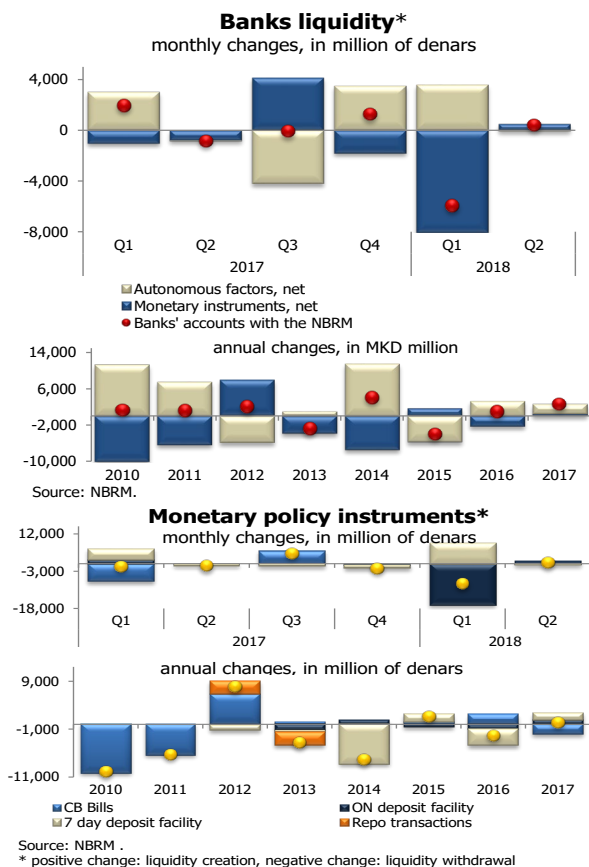 Banks liquidity*
monthly changes, in million of denars
4,000
0
-4,000
-8,000
Q1 Q2 Q3 Q4 Q1 Q2
2017 2018
Autonomous factors, net
Monetary instruments, net
Banks' accounts with the NBRM
annual changes, in MKD million
14,000
6,000
-2,000
-10,000
2010 2011 2012 2013 2014 2015 2016 2017
Source: NBRM.
Monetary policy instruments*
monthly changes, in million of denars
12,000
-3,000
-18,000
Q1 Q2 Q3 Q4 Q1 Q2
2017 2018
annual changes, in million of denars
9,000
-1,000
-11,000
2010 2011 2012 2013 2014 2015 2016 2017
CB Bills ON deposit facility
7 day deposit facility Repo transactions
Source: NBRM .
* positive change: liquidity creation, negative change: liquidity withdrawal